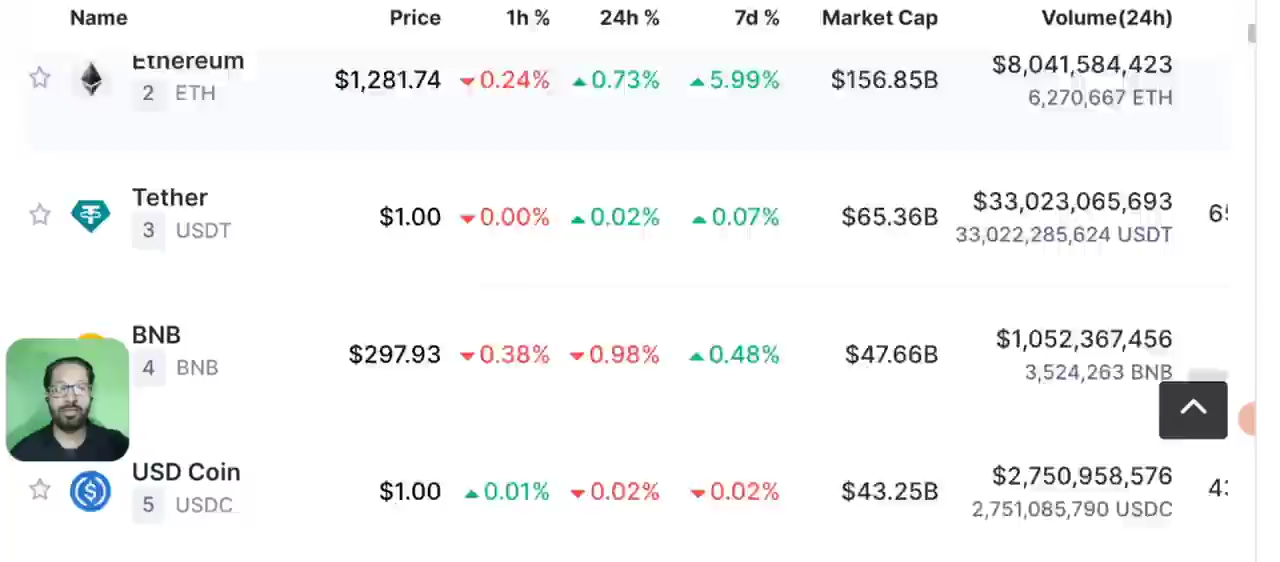 Name Price 1h % 24h % 7d % Market Cap Volume(24h)
Ethereum
2 ETH $1,281.74 0.24% 0.73% 5.99% $156.85B $8,041,584,423
6,270,667 ETH
Tether
3 USDT $1.00 0.00% 0.02% 0.07% $65.36B $33,023,065,693
33,022,285,624 USDT
BNB
4 BNB $297.93 0.38% 0.98% 0.48% $47.66B $1,052,367,456
3,524,263 BNB
USD Coin
5 USDC $1.00 0.01% 0.02% 0.02% $43.25B $2,750,958,576
2,751,085,790 USDC